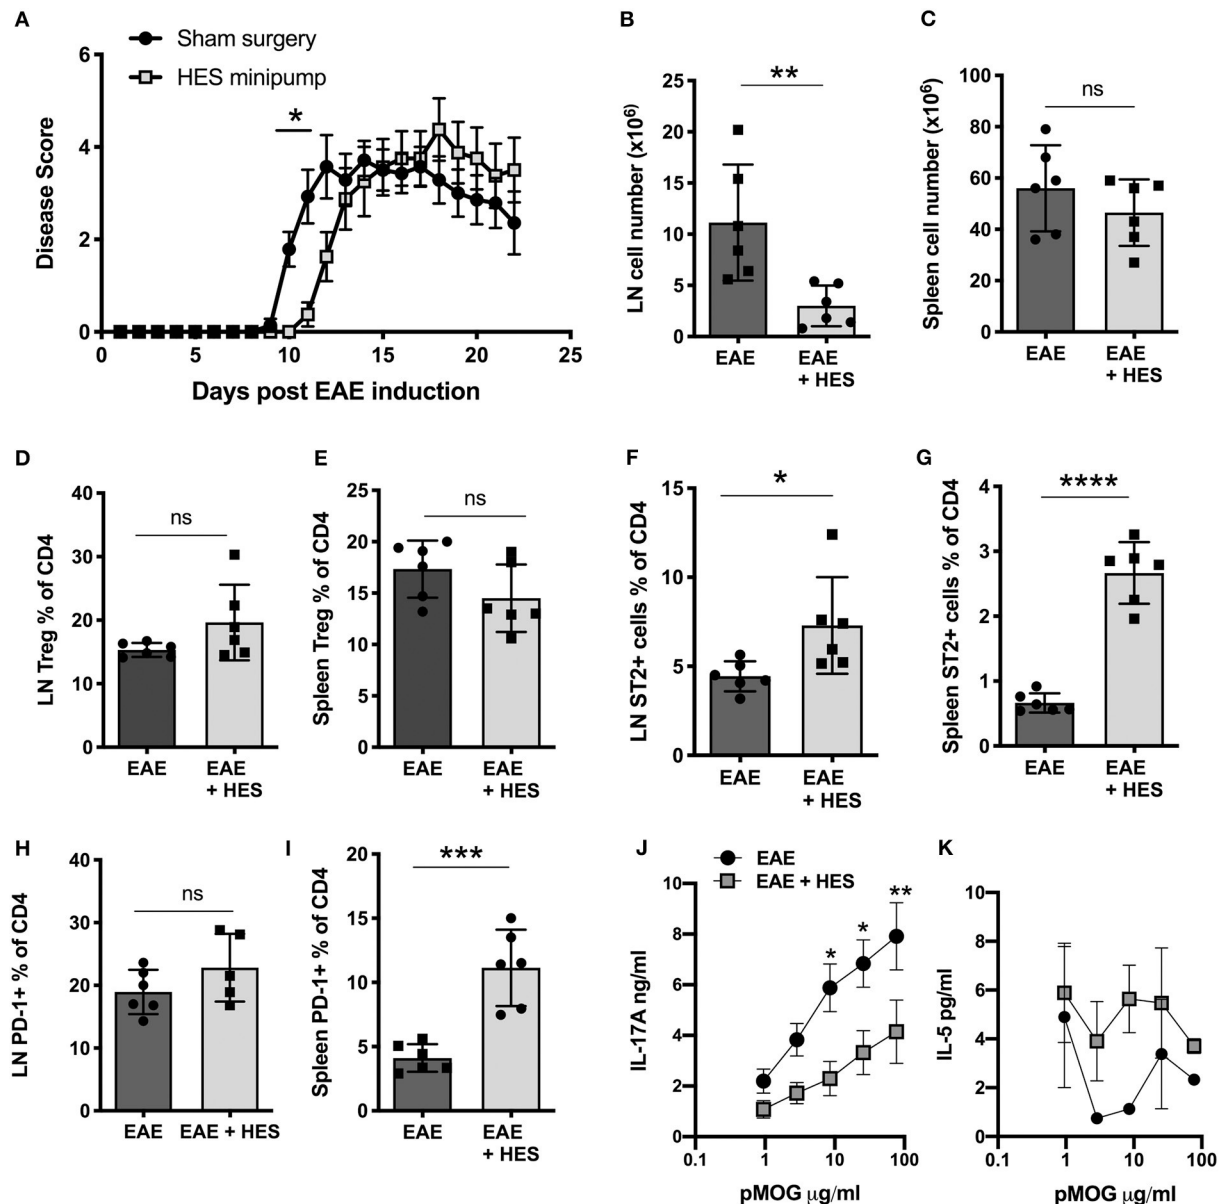 A
Sham surgery
HES minipump
*
Disease Score
6
4
2
0
0 5 10 15 20 25
Days post EAE induction
B
**
LN cell number (x10⁶)
25
20
15
10
5
0
EAE EAE
+ HES
C
ns
Spleen cell number (x10⁶)
100
80
60
40
20
0
EAE EAE
+ HES
D
ns
LN Treg % of CD4
40
30
20
10
0
EAE EAE
+ HES
E
ns
Spleen Treg % of CD4
25
20
15
10
5
0
EAE EAE
+ HES
F
*
LN ST2+ cells % of CD4
15
10
5
0
EAE EAE
+ HES
G
****
Spleen ST2+ cells % of CD4
4
3
2
1
0
EAE EAE
+ HES
H
ns
LN PD-1+ % of CD4
40
30
20
10
0
EAE EAE + HES
I
***
Spleen PD-1+ % of CD4
20
15
10
5
0
EAE EAE
+ HES
J
EAE
EAE + HES
* * **
IL-17A ng/ml
10
8
6
4
2
0
0.1 1 10 100
pMOG μg/ml
K
IL-5 pg/ml
10
8
6
4
2
0
0.1 1 10 100
pMOG μg/ml